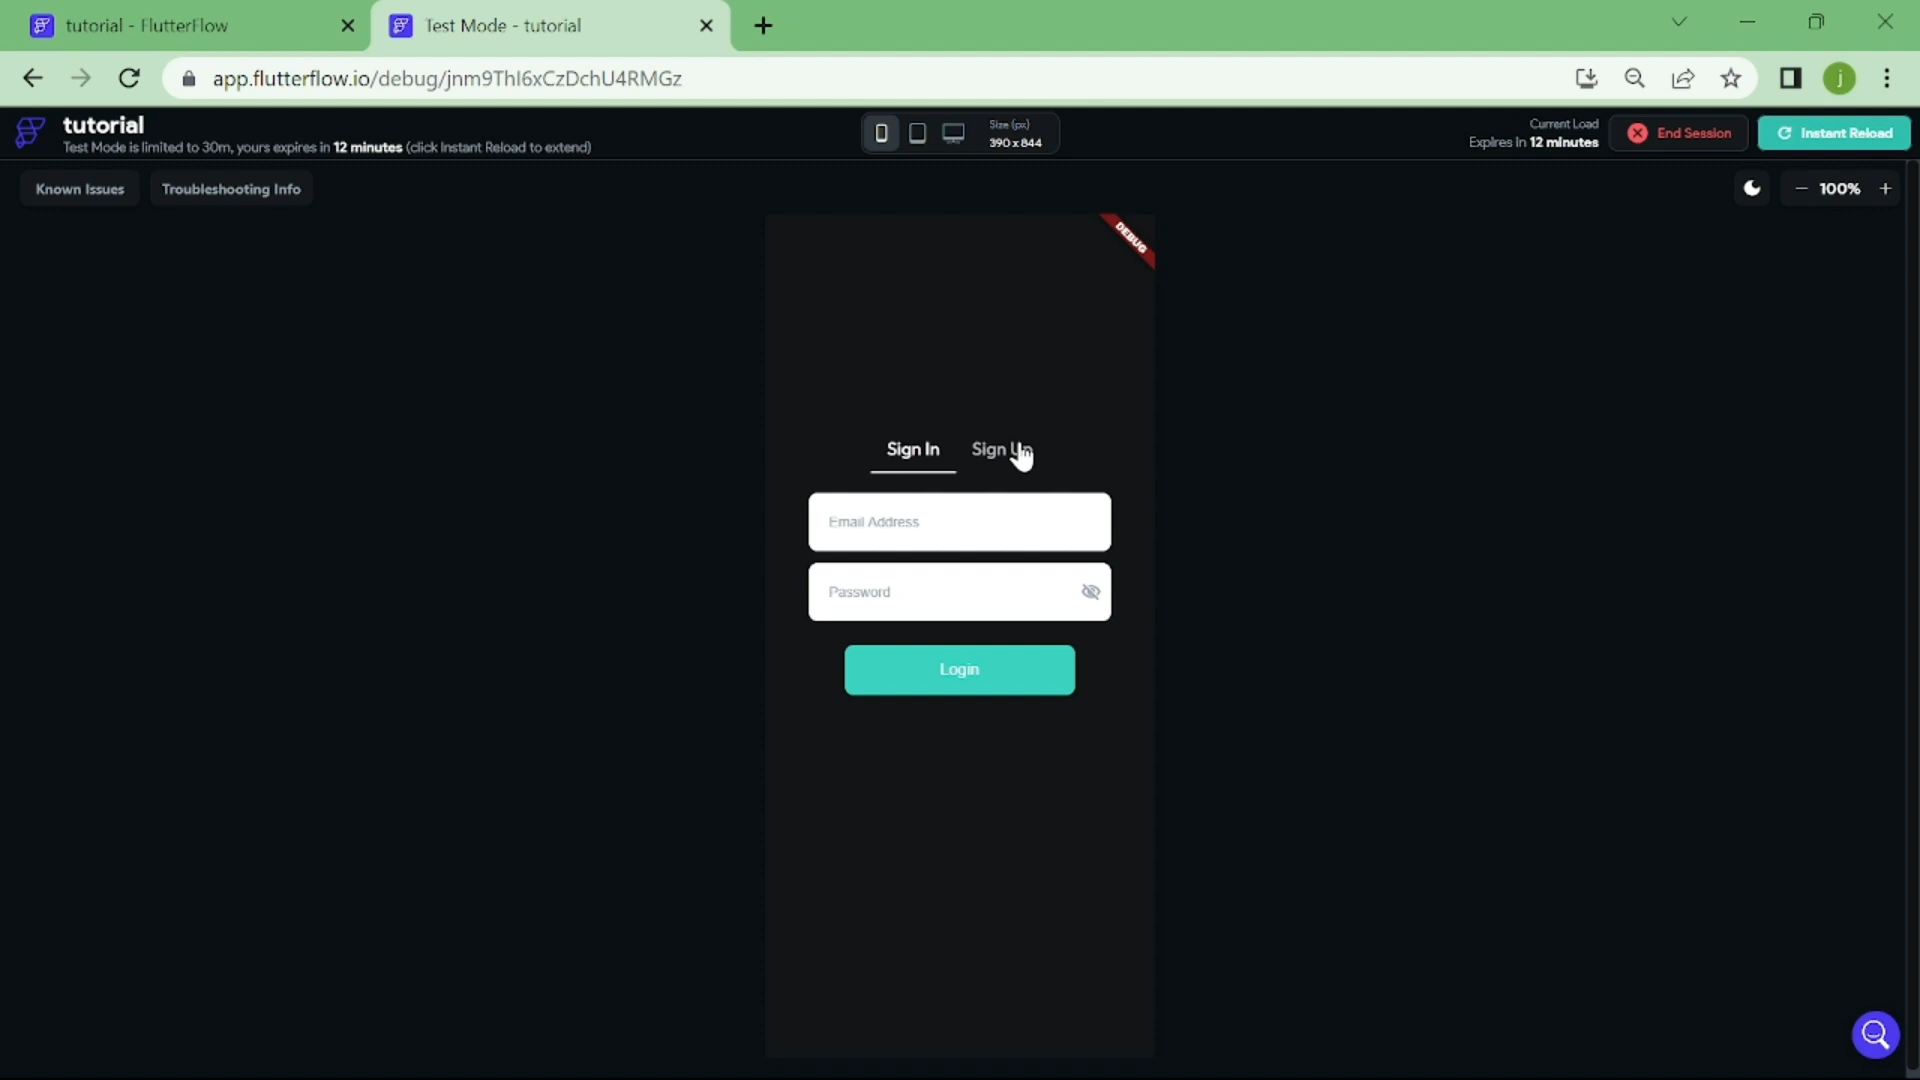 tutorial - FlutterFlow
Test Mode - tutorial
app.flutterflow.io/debug/jnm9ThI6xCzDchU4RMGz
j
tutorial
Test Mode is limited to 30m, yours expires in 12 minutes (click Instant Reload to extend)
Size (px)
390 x 844
Current Load
Expires in 12 minutes
End Session
Instant Reload
Known Issues
Troubleshooting Info
100%
DEBUG
Sign In
Sign Up
Email Address
Password
Login